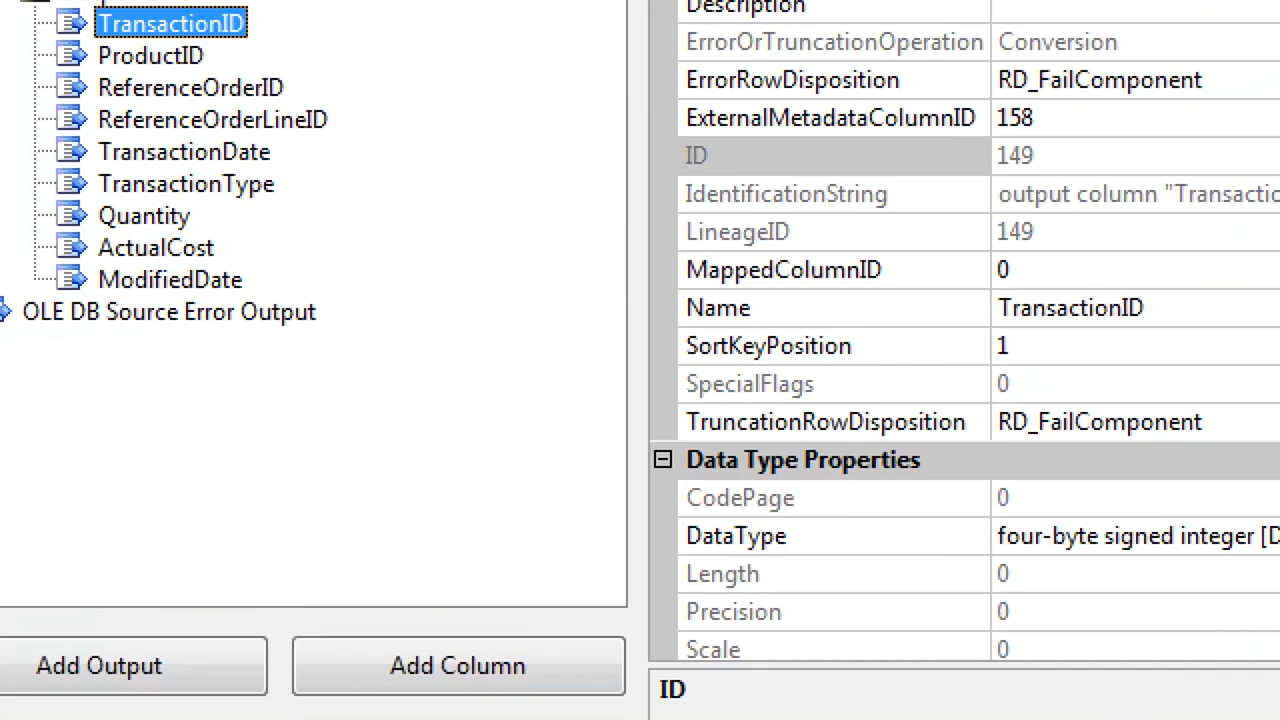 TransactionID
ProductID
ReferenceOrderID
ReferenceOrderLineID
TransactionDate
TransactionType
Quantity
ActualCost
ModifiedDate
OLE DB Source Error Output
Add Output
Add Column
Description
ErrorOrTruncationOperation Conversion
ErrorRowDisposition RD_FailComponent
ExternalMetadataColumnID 158
ID 149
IdentificationString output column "Transactio
LineageID 149
MappedColumnID 0
Name TransactionID
SortKeyPosition 1
SpecialFlags 0
TruncationRowDisposition RD_FailComponent
Data Type Properties
CodePage 0
DataType four-byte signed integer [D
Length 0
Precision 0
Scale 0
ID